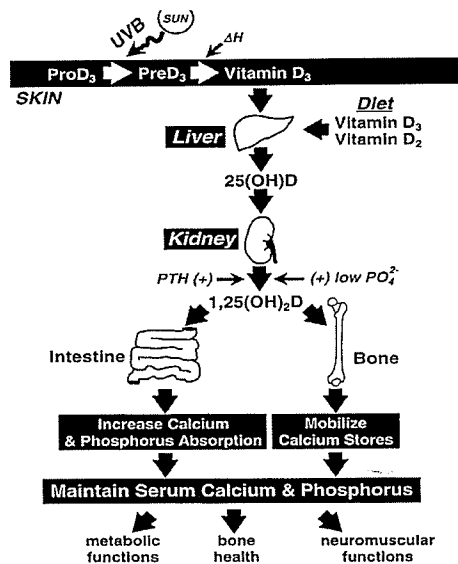 UVB
SUN
ΔH
ProD₃ PreD₃ Vitamin D₃
SKIN
Diet
Liver
Vitamin D₃
Vitamin D₂
25(OH)D
Kidney
PTH (+) (+) low PO₄²⁻
1,25(OH)₂D
Intestine
Bone
Increase Calcium
& Phosphorus Absorption
Mobilize
Calcium Stores
Maintain Serum Calcium & Phosphorus
metabolic
functions
bone
health
neuromuscular
functions